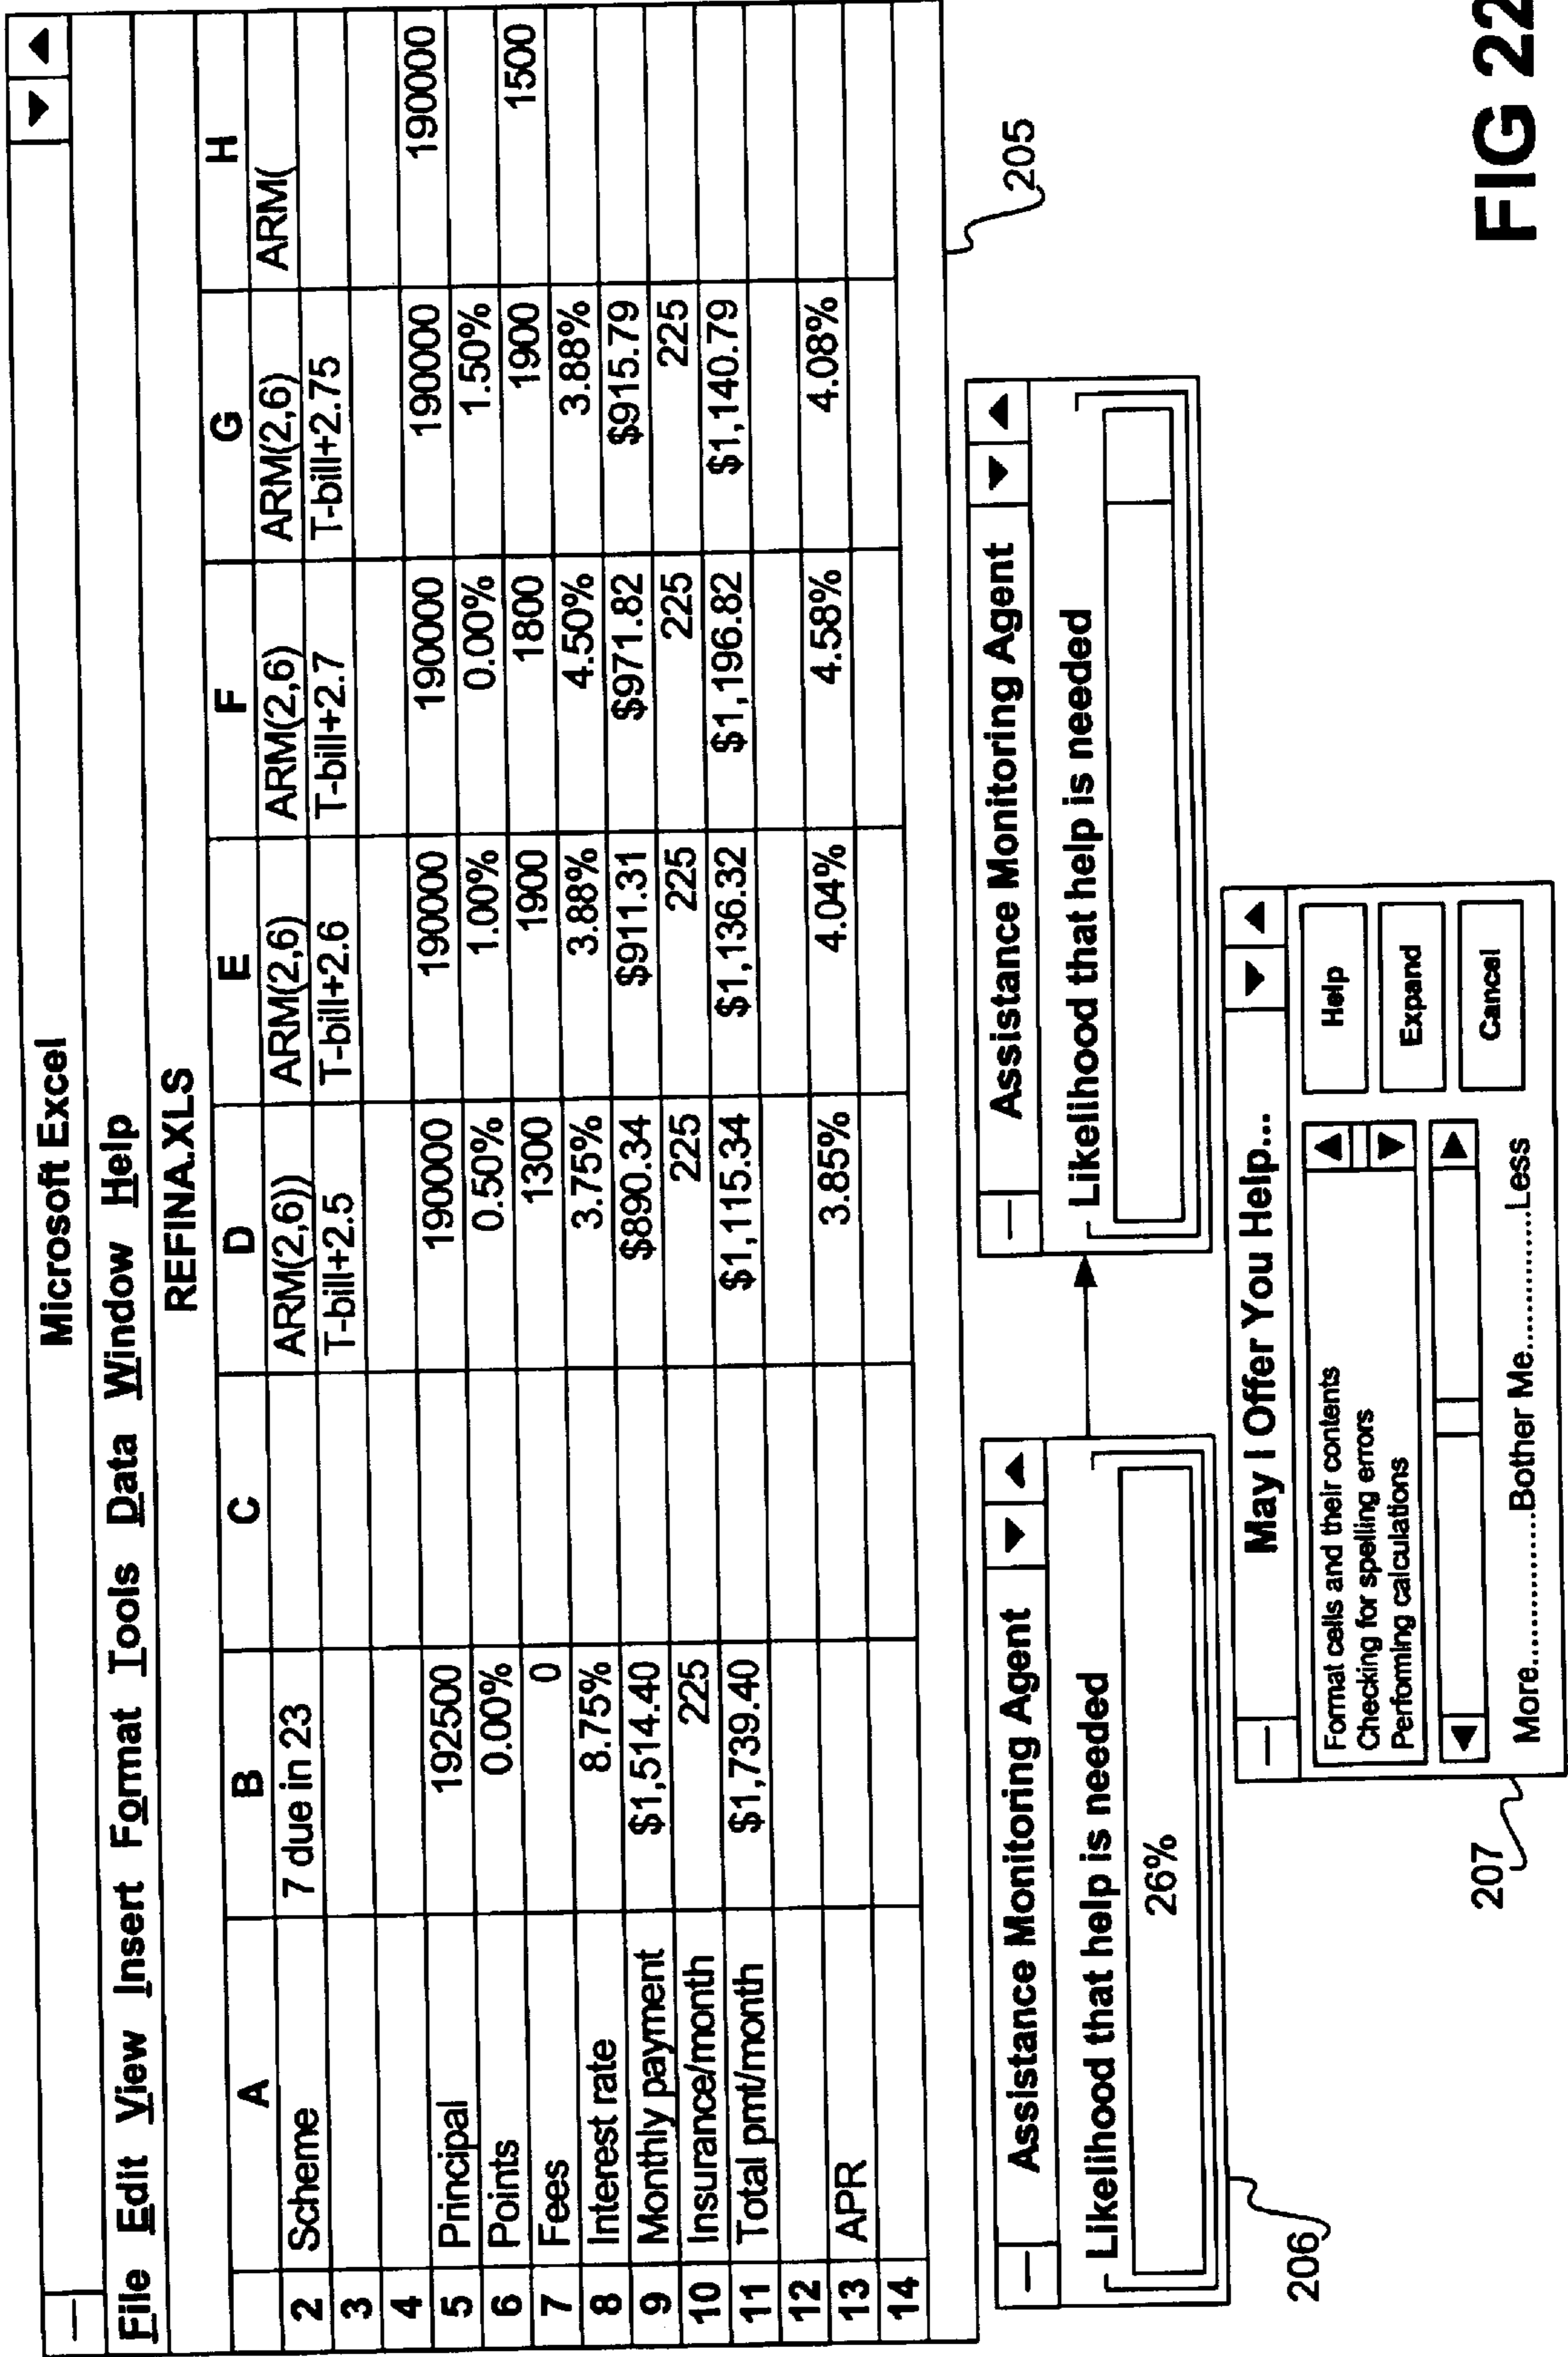 Microsoft Excel
File Edit View Insert Format Tools Data Window Help
REFINA.XLS
A B C D E F G H
2 Scheme 7 due in 23 ARM(2,6)) ARM(2,6) ARM(2,6) ARM(2,6) ARM(
3 T-bill+2.5 T-bill+2.6 T-bill+2.7 T-bill+2.75
4
5 Principal 192500 190000 190000 190000 190000 190000
6 Points 0.00% 0.50% 1.00% 0.00% 1.50%
7 Fees 0 1300 1900 1800 1900 1500
8 Interest rate 8.75% 3.75% 3.88% 4.50% 3.88%
9 Monthly payment $1,514.40 $890.34 $911.31 $971.82 $915.79
10 Insurance/month 225 225 225 225 225
11 Total pmt/month $1,739.40 $1,115.34 $1,136.32 $1,196.82 $1,140.79
12
13 APR 3.85% 4.04% 4.58% 4.08%
14
205
Assistance Monitoring Agent
Likelihood that help is needed
26%
206
Assistance Monitoring Agent
Likelihood that help is needed
May I Offer You Help...
Format cells and their contents
Checking for spelling errors
Performing calculations
Help
Expand
Cancel
More...............Bother Me...............Less
207
FIG 22